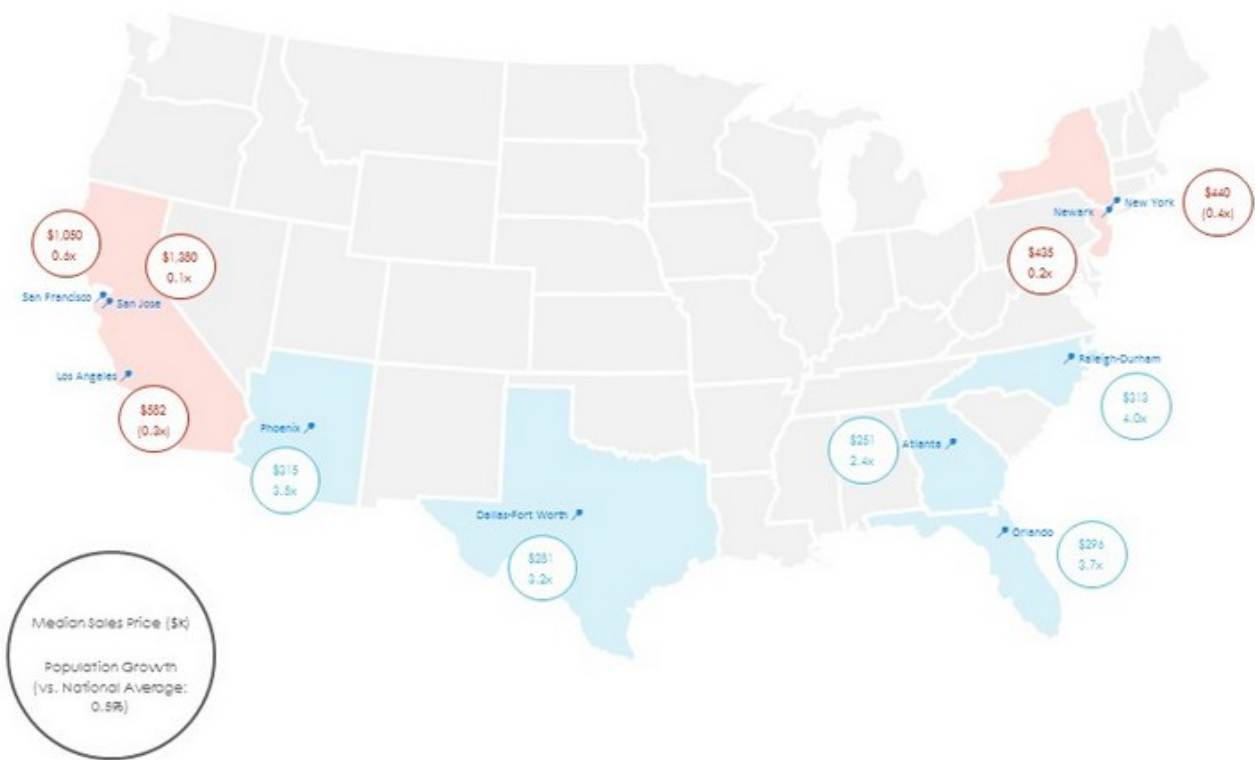 New York
$440
(0.4x)
Newark
$435
0.2x
$1,050
0.6x
$1,380
0.1x
San Francisco
San Jose
Los Angeles
$582
(0.3x)
Raleigh-Durham
$313
4.0x
Phoenix
$315
3.5x
$251
2.4x
Atlanta
Dallas-Fort Worth
$281
3.2x
Orlando
$296
3.7x
Median Sales Price ($K)
Population Growth
(vs. National Average:
0.5%)